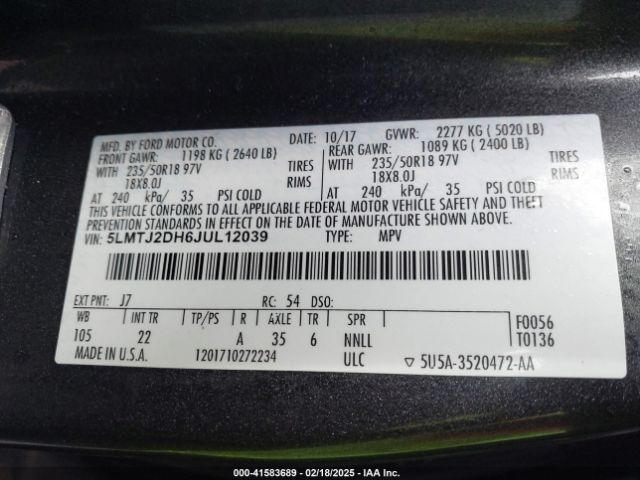 MFD. BY FORD MOTOR CO. DATE: 10/17 GVWR: 2277 KG ( 5020 LB)
FRONT GAWR: 1198 KG ( 2640 LB) REAR GAWR: 1089 KG ( 2400 LB)
WITH 235/50R18 97V TIRES WITH 235/50R18 97V TIRES
18X8.0J RIMS 18X8.0J RIMS
AT 240 kPa/ 35 PSI COLD AT 240 kPa/ 35 PSI COLD
THIS VEHICLE CONFORMS TO ALL APPLICABLE FEDERAL MOTOR VEHICLE SAFETY AND THEFT
PREVENTION STANDARDS IN EFFECT ON THE DATE OF MANUFACTURE SHOWN ABOVE.
VIN: 5LMTJ2DH6JUL12039 TYPE: MPV
EXT PNT: J7 RC: 54 DSO:
WB INT TR TP/PS R AXLE TR SPR F0056
105 22 A 35 6 NNLL T0136
MADE IN U.S.A. 1201710272234 ULC ▽ 5U5A-3520472-AA
000-41583689 - 02/18/2025 - IAA Inc.